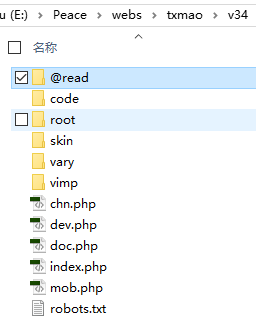 u (E:) › Peace › webs › txmao › v34
名称
@read
code
root
skin
vary
vimp
chn.php
dev.php
doc.php
index.php
mob.php
robots.txt